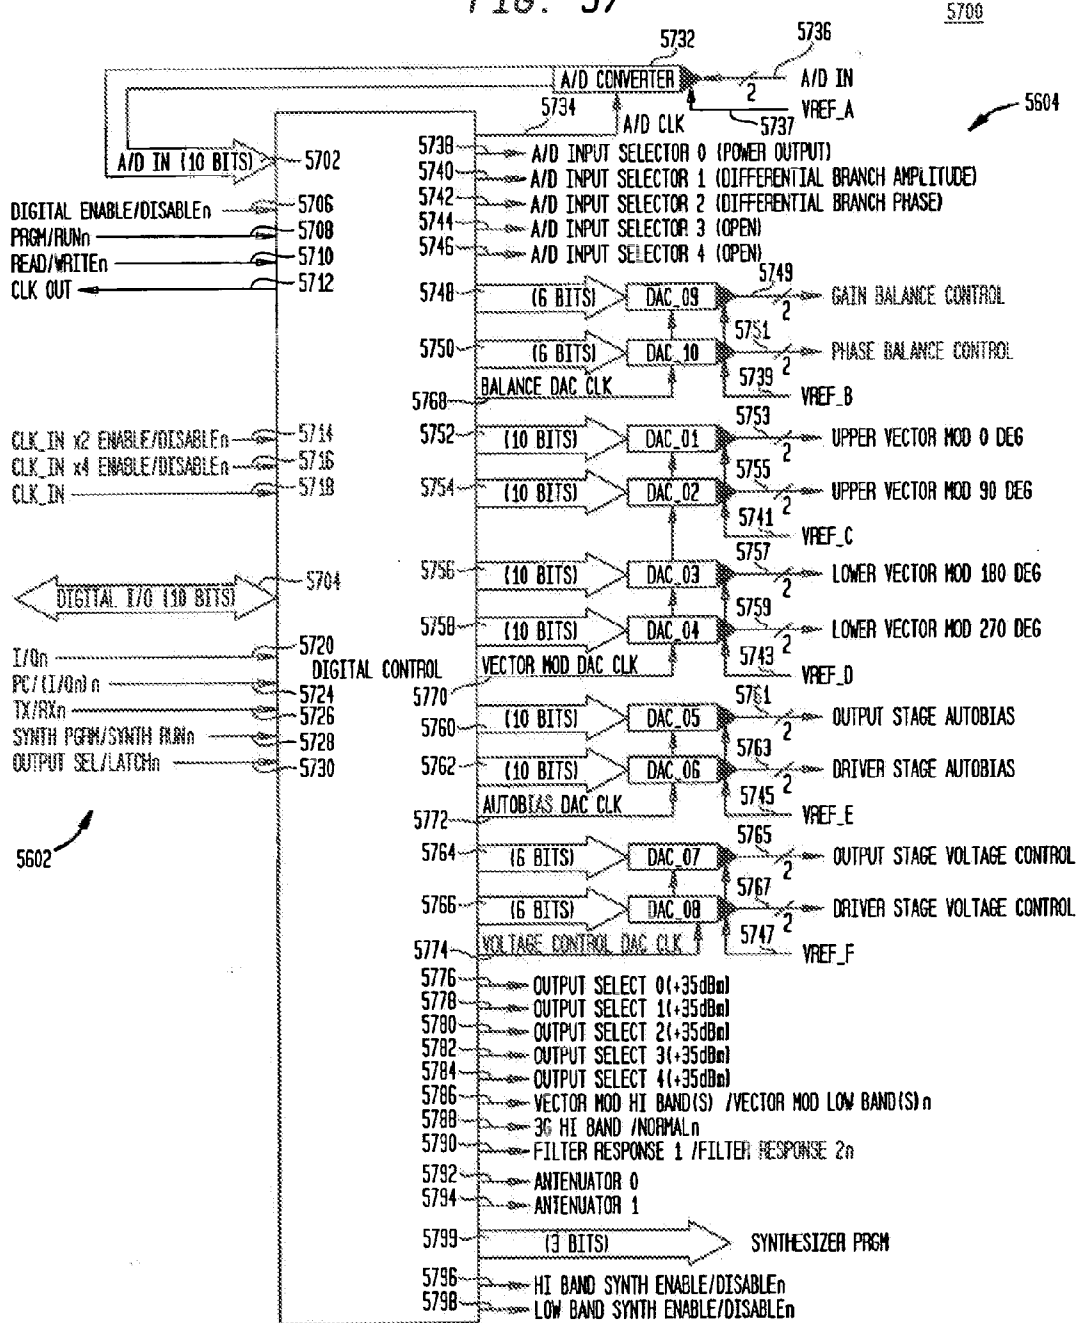 FIG. 57
5700
5732
5736
A/D CONVERTER
2
A/D IN
5734
A/D CLK
5737
VREF_A
5604
A/D IN (10 BITS)
5702
5738
A/D INPUT SELECTOR 0 (POWER OUTPUT)
5740
A/D INPUT SELECTOR 1 (DIFFERENTIAL BRANCH AMPLITUDE)
5742
A/D INPUT SELECTOR 2 (DIFFERENTIAL BRANCH PHASE)
5744
A/D INPUT SELECTOR 3 (OPEN)
5746
A/D INPUT SELECTOR 4 (OPEN)
DIGITAL ENABLE/DISABLEn
5706
PRGM/RUNn
5708
READ/WRITEn
5710
CLK OUT
5712
5748
(6 BITS)
DAC_09
5749
2
GAIN BALANCE CONTROL
5750
(6 BITS)
DAC_10
5751
2
PHASE BALANCE CONTROL
5768
BALANCE DAC CLK
5739
VREF_B
CLK_IN x2 ENABLE/DISABLEn
5714
CLK_IN x4 ENABLE/DISABLEn
5716
CLK_IN
5718
5752
(10 BITS)
DAC_01
5753
2
UPPER VECTOR MOD 0 DEG
5754
(10 BITS)
DAC_02
5755
2
UPPER VECTOR MOD 90 DEG
5741
VREF_C
5704
DIGITAL I/O (10 BITS)
5756
(10 BITS)
DAC_03
5757
2
LOWER VECTOR MOD 180 DEG
5758
(10 BITS)
DAC_04
5759
2
LOWER VECTOR MOD 270 DEG
5770
VECTOR MOD DAC CLK
5743
VREF_D
I/Qn
5720
DIGITAL CONTROL
PC/(I/Qn)n
5724
TX/RXn
5726
SYNTH PGRM/SYNTH RUNn
5728
OUTPUT SEL/LATCHn
5730
5602
5760
(10 BITS)
DAC_05
5761
2
OUTPUT STAGE AUTOBIAS
5762
(10 BITS)
DAC_06
5763
2
DRIVER STAGE AUTOBIAS
5772
AUTOBIAS DAC CLK
5745
VREF_E
5764
(6 BITS)
DAC_07
5765
2
OUTPUT STAGE VOLTAGE CONTROL
5766
(6 BITS)
DAC_08
5767
2
DRIVER STAGE VOLTAGE CONTROL
5774
VOLTAGE CONTROL DAC CLK
5747
VREF_F
5776
OUTPUT SELECT 0(+35dBm)
5778
OUTPUT SELECT 1(+35dBm)
5780
OUTPUT SELECT 2(+35dBm)
5782
OUTPUT SELECT 3(+35dBm)
5784
OUTPUT SELECT 4(+35dBm)
5786
VECTOR MOD HI BAND(S) /VECTOR MOD LOW BAND(S)n
5788
3G HI BAND /NORMALn
5790
FILTER RESPONSE 1 /FILTER RESPONSE 2n
5792
ANTENUATOR 0
5794
ANTENUATOR 1
5799
(3 BITS)
SYNTHESIZER PRGM
5796
HI BAND SYNTH ENABLE/DISABLEn
5798
LOW BAND SYNTH ENABLE/DISABLEn